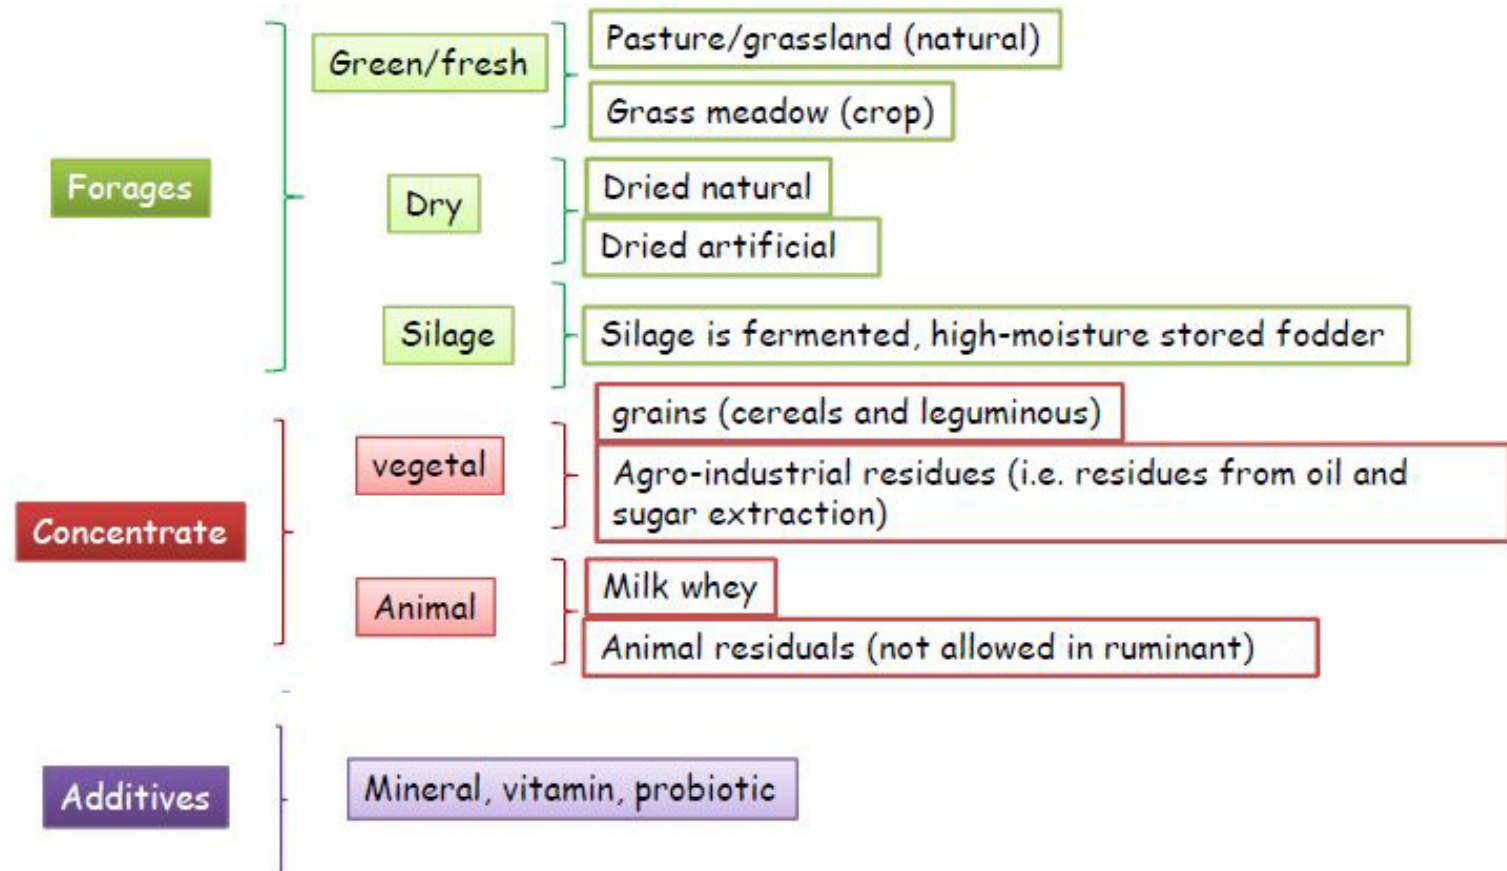 Forages
Green/fresh
Pasture/grassland (natural)
Grass meadow (crop)
Dry
Dried natural
Dried artificial
Silage
Silage is fermented, high-moisture stored fodder
Concentrate
vegetal
grains (cereals and leguminous)
Agro-industrial residues (i.e. residues from oil and
sugar extraction)
Animal
Milk whey
Animal residuals (not allowed in ruminant)
Additives
Mineral, vitamin, probiotic